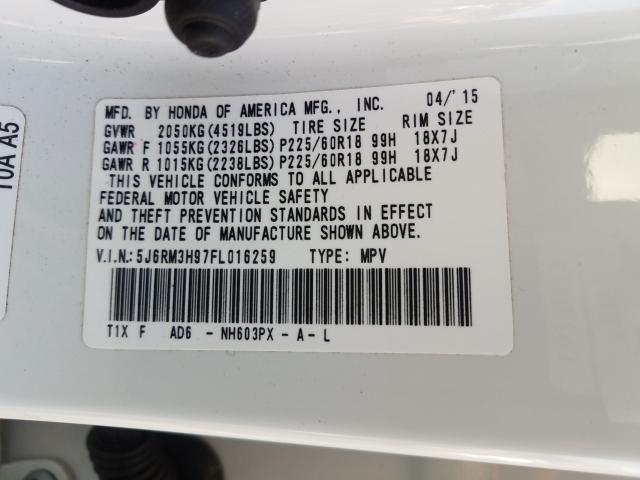 MFD. BY HONDA OF AMERICA MFG., INC. 04/'15
GVWR 2050KG(4519LBS) TIRE SIZE RIM SIZE
GAWR F 1055KG(2326LBS) P225/60R18 99H 18X7J
GAWR R 1015KG(2238LBS) P225/60R18 99H 18X7J
THIS VEHICLE CONFORMS TO ALL APPLICABLE
FEDERAL MOTOR VEHICLE SAFETY
AND THEFT PREVENTION STANDARDS IN EFFECT
ON THE DATE OF MANUFACTURE SHOWN ABOVE.
V.I.N.:5J6RM3H97FL016259 TYPE: MPV
T1X F AD6 - NH603PX - A - L
10A A5